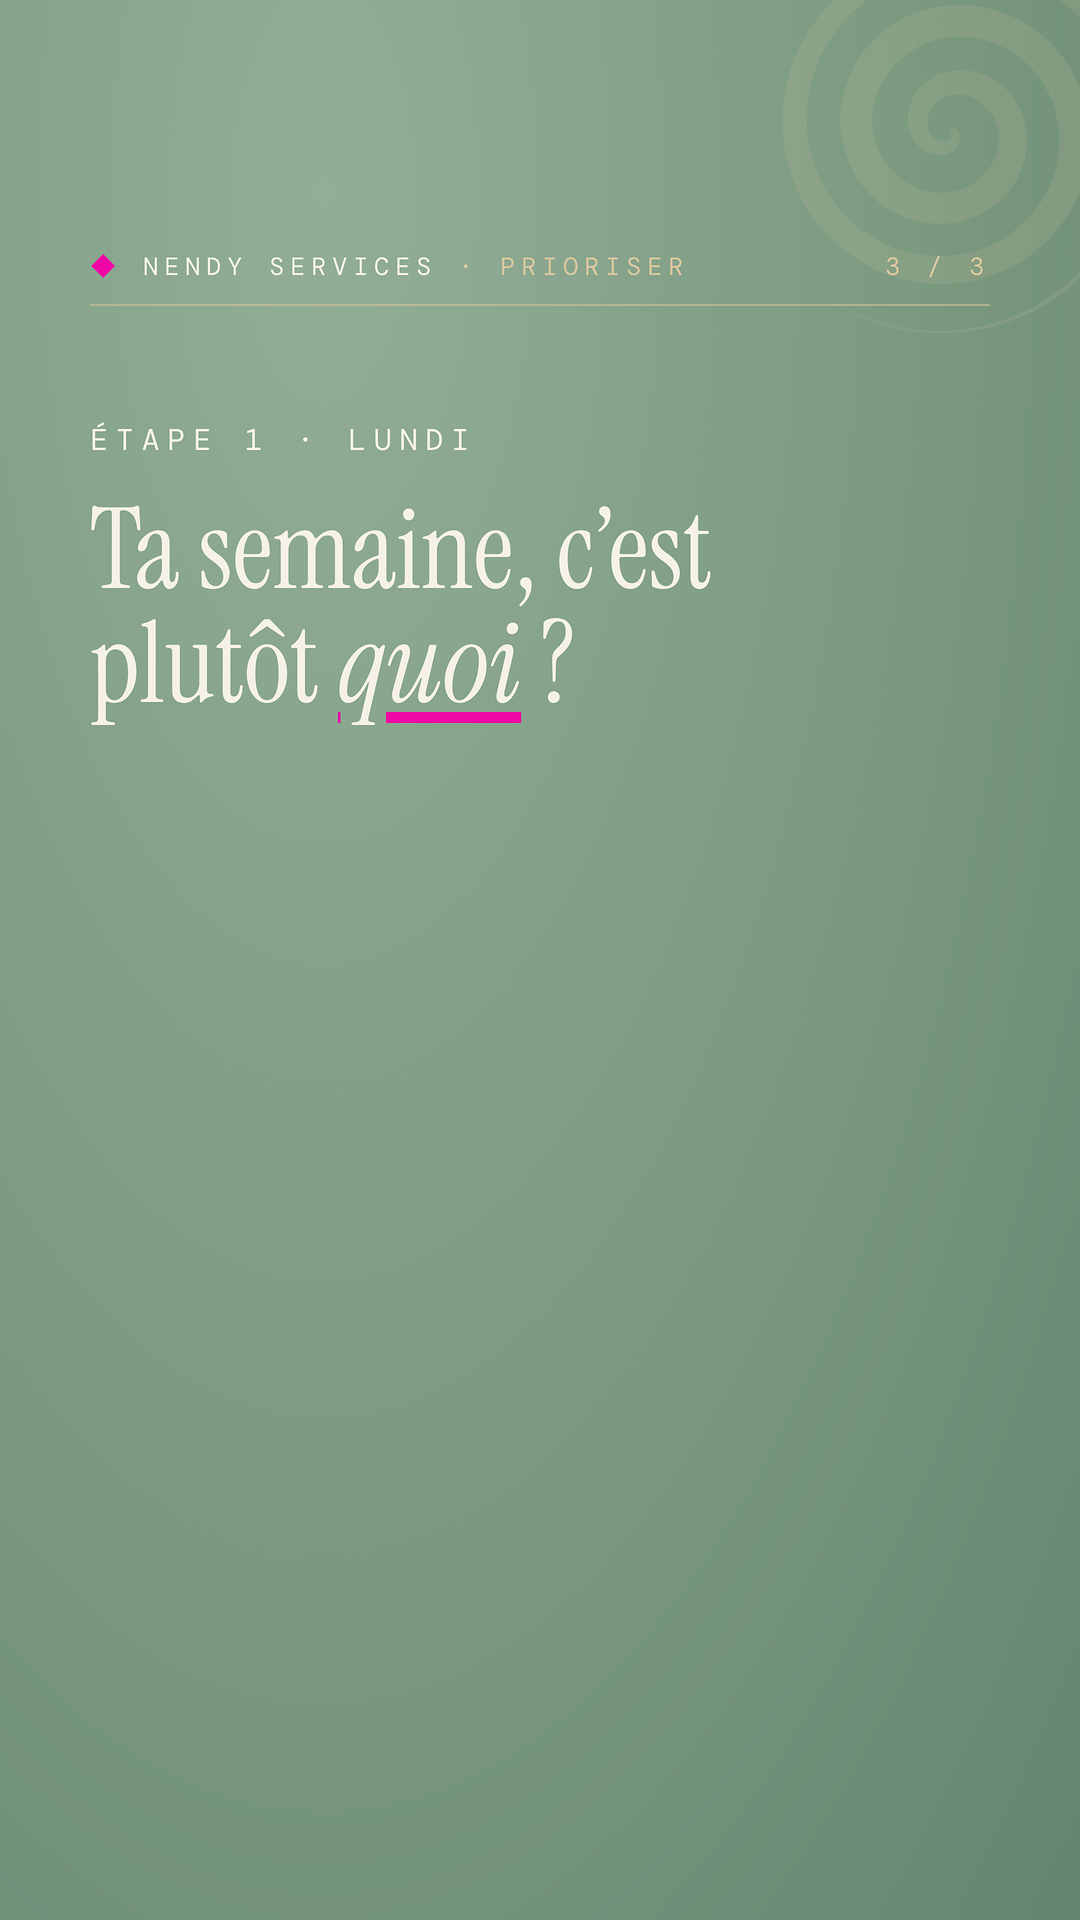 NENDY SERVICES · PRIORISER 3 / 3
ÉTAPE 1 · LUNDI
Ta semaine, c’est
plutôt quoi ?